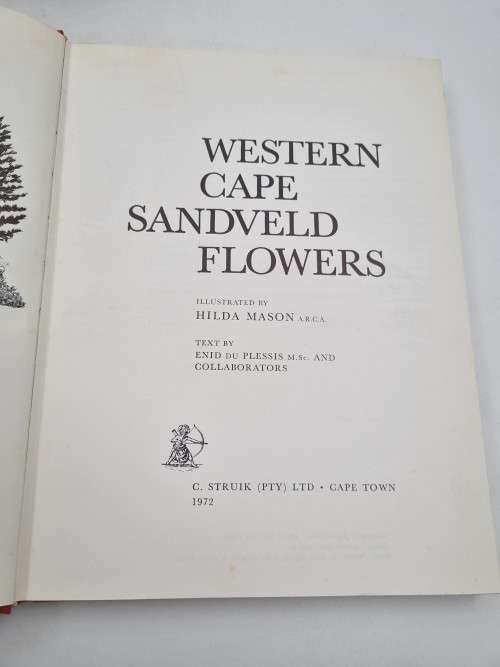 WESTERN
CAPE
SANDVELD
FLOWERS
ILLUSTRATED BY
HILDA MASON A.R.C.A.
TEXT BY
ENID DU PLESSIS M.Sc. AND
COLLABORATORS
C. STRUIK (PTY) LTD • CAPE TOWN
1972